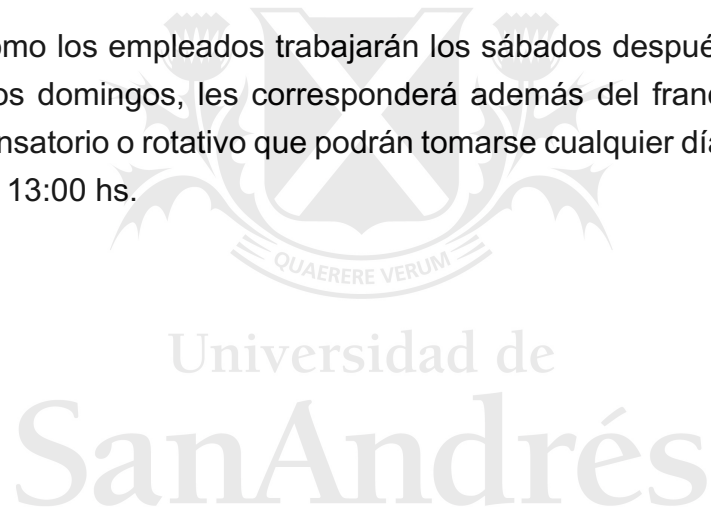 omo los empleados trabajarán los sábados despué
os domingos, les corresponderá además del franc
nsatorio o rotativo que podrán tomarse cualquier día
13:00 hs.
QUAERERE VERUM
Universidad de
SanAndrés